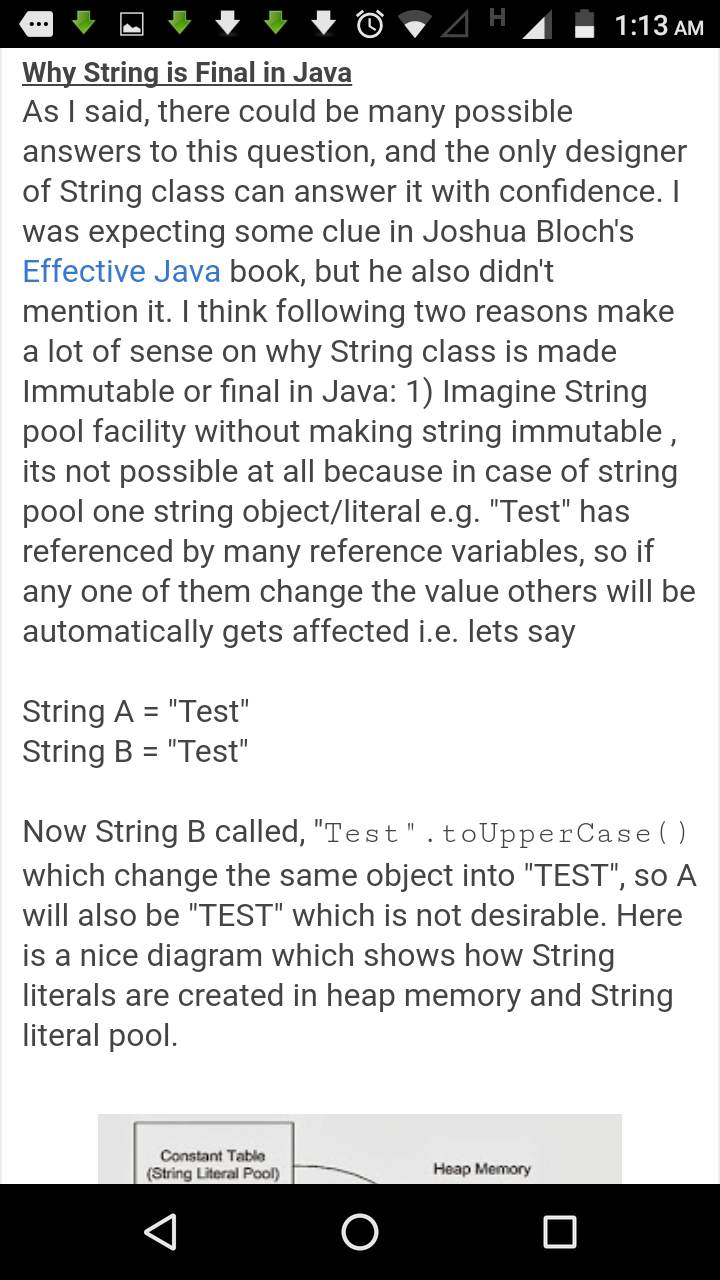 H 1:13 AM
Why String is Final in Java
As I said, there could be many possible
answers to this question, and the only designer
of String class can answer it with confidence. I
was expecting some clue in Joshua Bloch's
Effective Java book, but he also didn't
mention it. I think following two reasons make
a lot of sense on why String class is made
Immutable or final in Java: 1) Imagine String
pool facility without making string immutable ,
its not possible at all because in case of string
pool one string object/literal e.g. "Test" has
referenced by many reference variables, so if
any one of them change the value others will be
automatically gets affected i.e. lets say
String A = "Test"
String B = "Test"
Now String B called, "Test".toUpperCase()
which change the same object into "TEST", so A
will also be "TEST" which is not desirable. Here
is a nice diagram which shows how String
literals are created in heap memory and String
literal pool.
Constant Table
(String Literal Pool)
Heap Memory